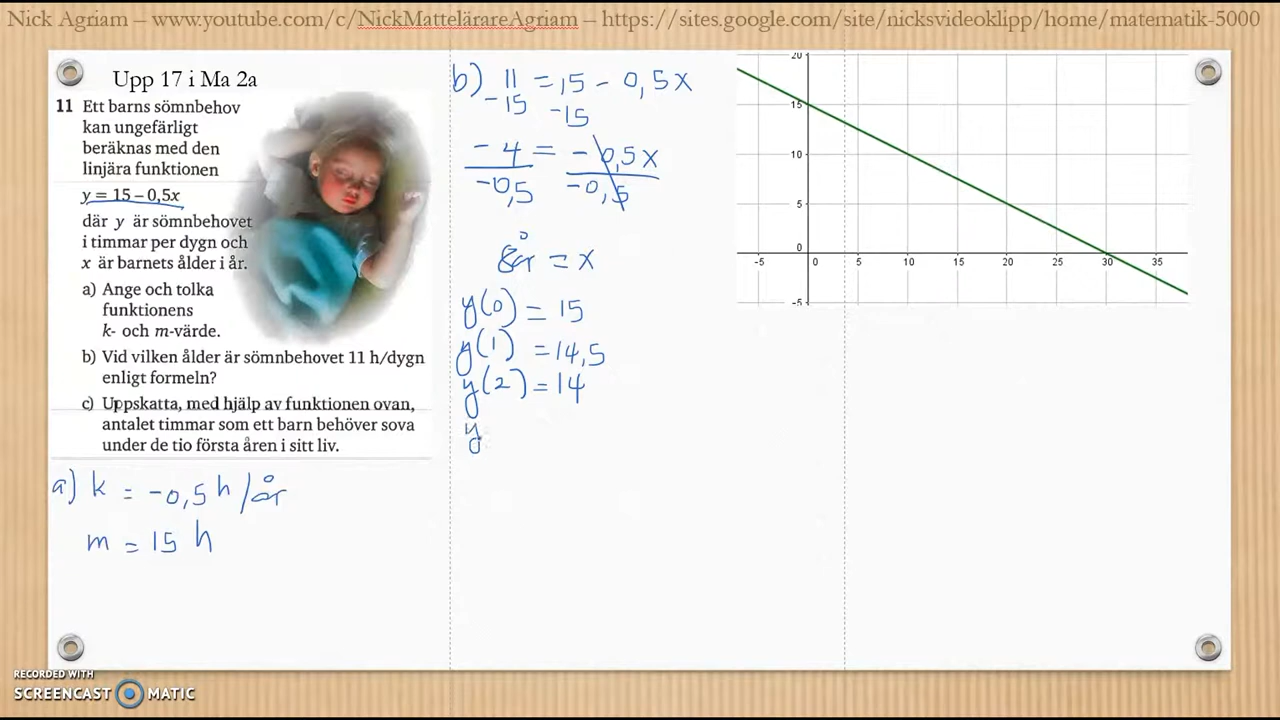 Nick Agriam – www.youtube.com/c/NickMattelärareAgriam – https://sites.google.com/site/nicksvideoklipp/home/matematik-5000
Upp 17 i Ma 2a
11 Ett barns sömnbehov
kan ungefärligt
beräknas med den
linjära funktionen
y = 15 – 0,5x
där y är sömnbehovet
i timmar per dygn och
x är barnets ålder i år.
a) Ange och tolka
funktionens
k- och m-värde.
b) Vid vilken ålder är sömnbehovet 11 h/dygn
enligt formeln?
c) Uppskatta, med hjälp av funktionen ovan,
antalet timmar som ett barn behöver sova
under de tio första åren i sitt liv.
a) k = -0,5 h/år
m = 15 h
b) 11 = 15 - 0,5x
-15 -15
-4 = -0,5x
-0,5 -0,5
8år = x
y(0) = 15
y(1) = 14,5
y(2) = 14
y
20
15
10
5
0
-5
-5 0 5 10 15 20 25 30 35
RECORDED WITH
SCREENCAST MATIC